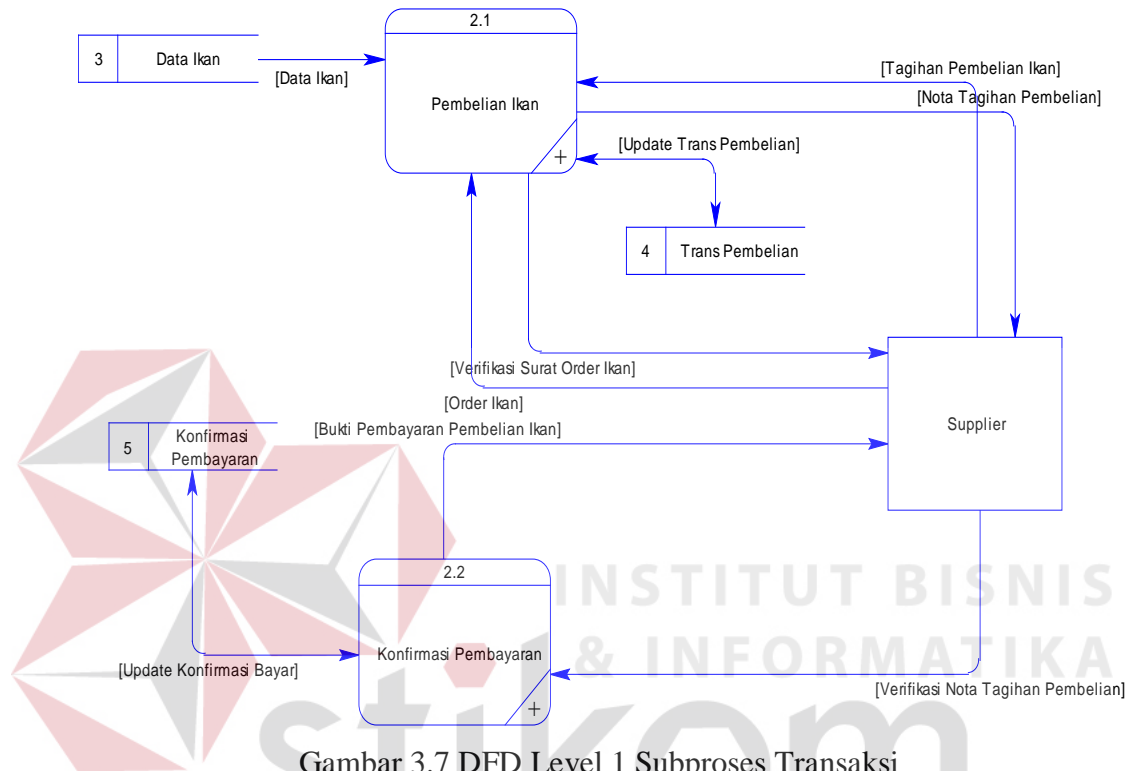 2.1
3
Data Ikan
[Data Ikan]
Pembelian Ikan
+
[Tagihan Pembelian Ikan]
[Nota Tagihan Pembelian]
[Update Trans Pembelian]
4
Trans Pembelian
[Verifikasi Surat Order Ikan]
[Order Ikan]
Supplier
[Bukti Pembayaran Pembelian Ikan]
5
Konfirmasi
Pembayaran
2.2
Konfirmasi Pembayaran
+
[Update Konfirmasi Bayar]
[Verifikasi Nota Tagihan Pembelian]
INSTITUT BISNIS
& INFORMATIKA
stikom
Gambar 3.7 DFD Level 1 Subproses Transaksi